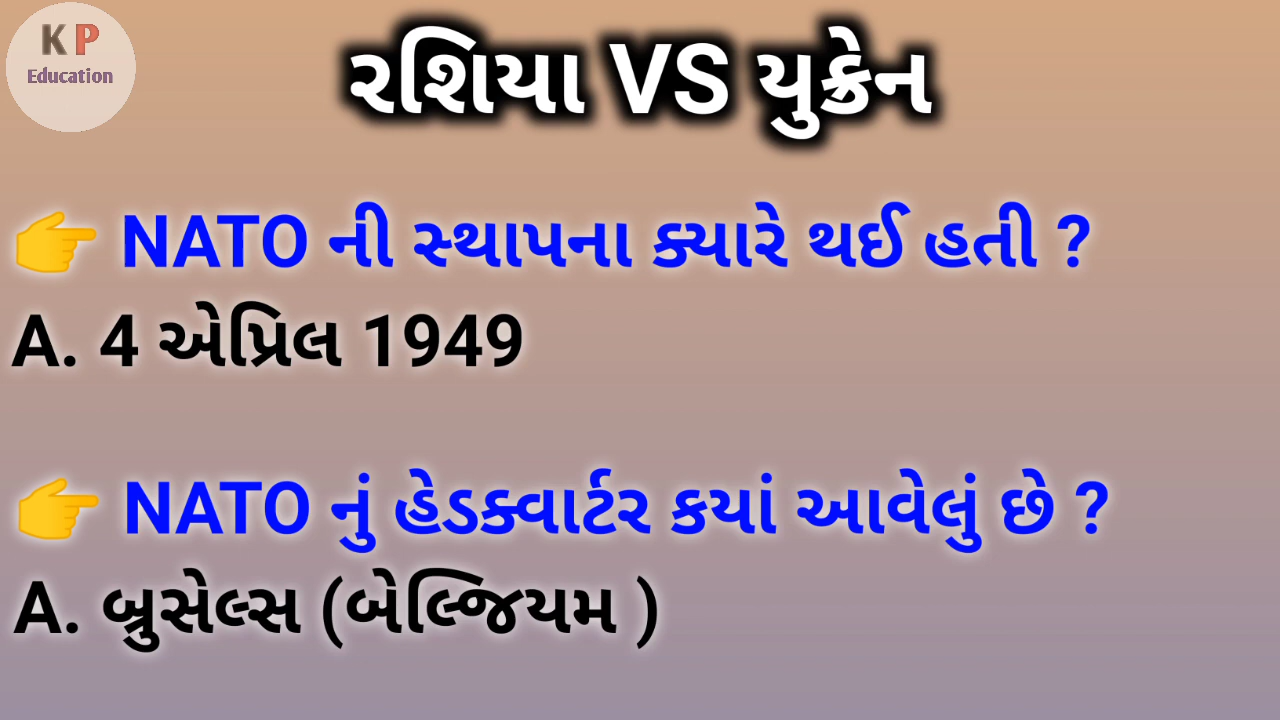 K P
Education
રશિયા VS યુક્રેન
👉 NATO ની સ્થાપના ક્યારે થઈ હતી ?
A. 4 એપ્રિલ 1949
👉 NATO નું હેડક્વાર્ટર કયાં આવેલું છે ?
A. બ્રુસેલ્સ (બેલ્જિયમ )